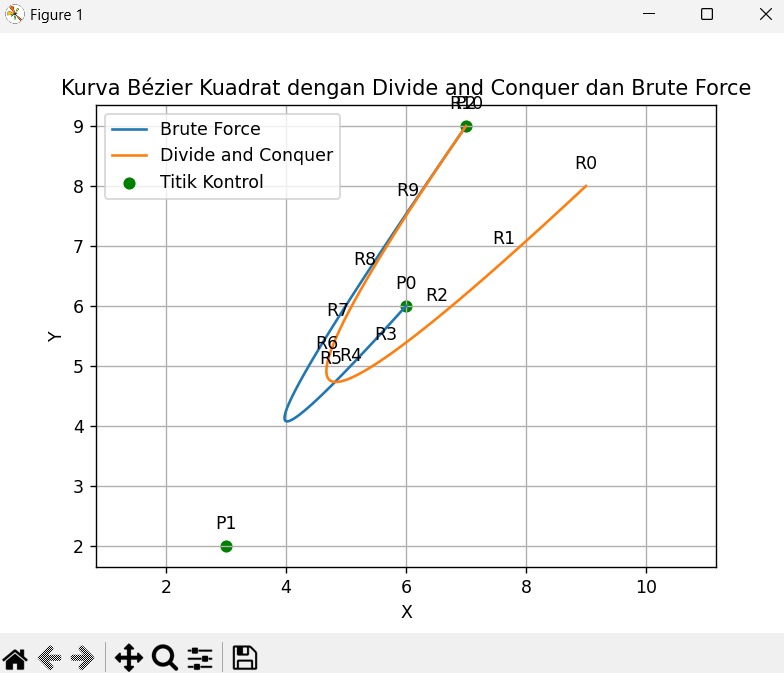 Figure 1
Kurva Bézier Kuadrat dengan Divide and Conquer dan Brute Force
Brute Force
Divide and Conquer
Titik Kontrol
R0
R9
R1
R8
P0
R2
R7
R3
R6
R5
R4
P1
9
8
7
6
5
4
3
2
Y
2
4
6
8
10
X